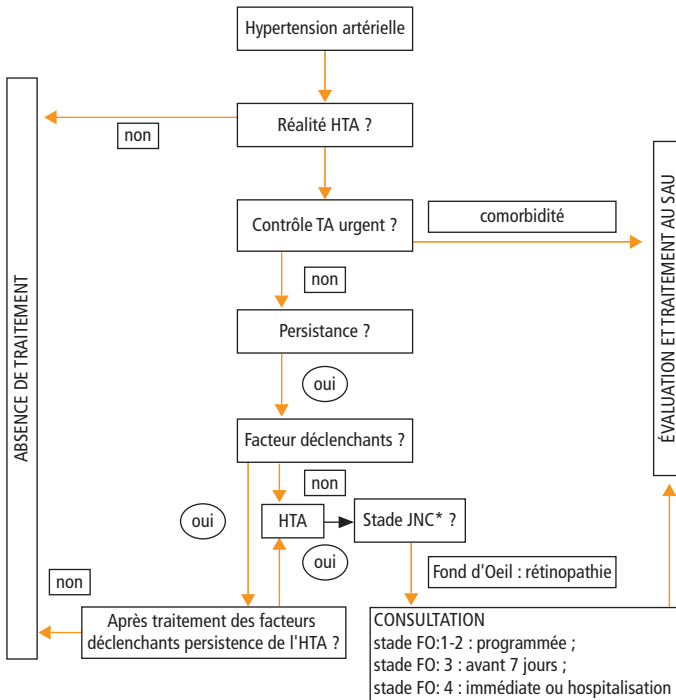 Hypertension artérielle
Réalité HTA ?
non
Contrôle TA urgent ?
comorbidité
non
Persistance ?
oui
Facteur déclenchants ?
non
oui
HTA
Stade JNC* ?
oui
Fond d'Oeil : rétinopathie
non
Après traitement des facteurs
déclenchants persistence de l'HTA ?
CONSULTATION
stade FO:1-2 : programmée ;
stade FO: 3 : avant 7 jours ;
stade FO: 4 : immédiate ou hospitalisation
ABSENCE DE TRAITEMENT
ÉVALUATION ET TRAITEMENT AU SAU